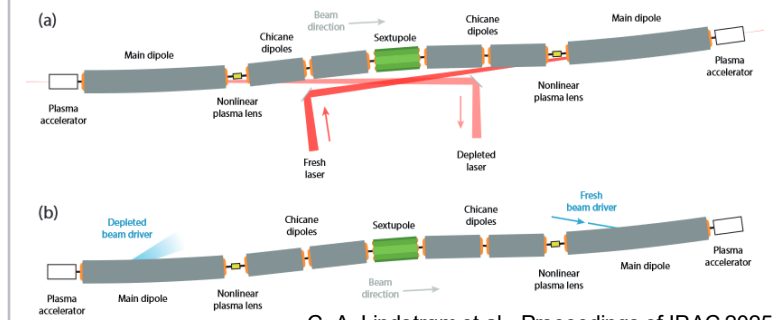 (a)
Beam
direction
Main dipole
Chicane
dipoles
Sextupole
Chicane
dipoles
Main dipole
Plasma
accelerator
Nonlinear
plasma lens
Nonlinear
plasma lens
Plasma
accelerator
Fresh
laser
Depleted
laser
(b)
Depleted
beam driver
Fresh
beam driver
Chicane
dipoles
Sextupole
Chicane
dipoles
Plasma
accelerator
Main dipole
Nonlinear
plasma lens
Beam
direction
Nonlinear
plasma lens
Main dipole
Plasma
accelerator